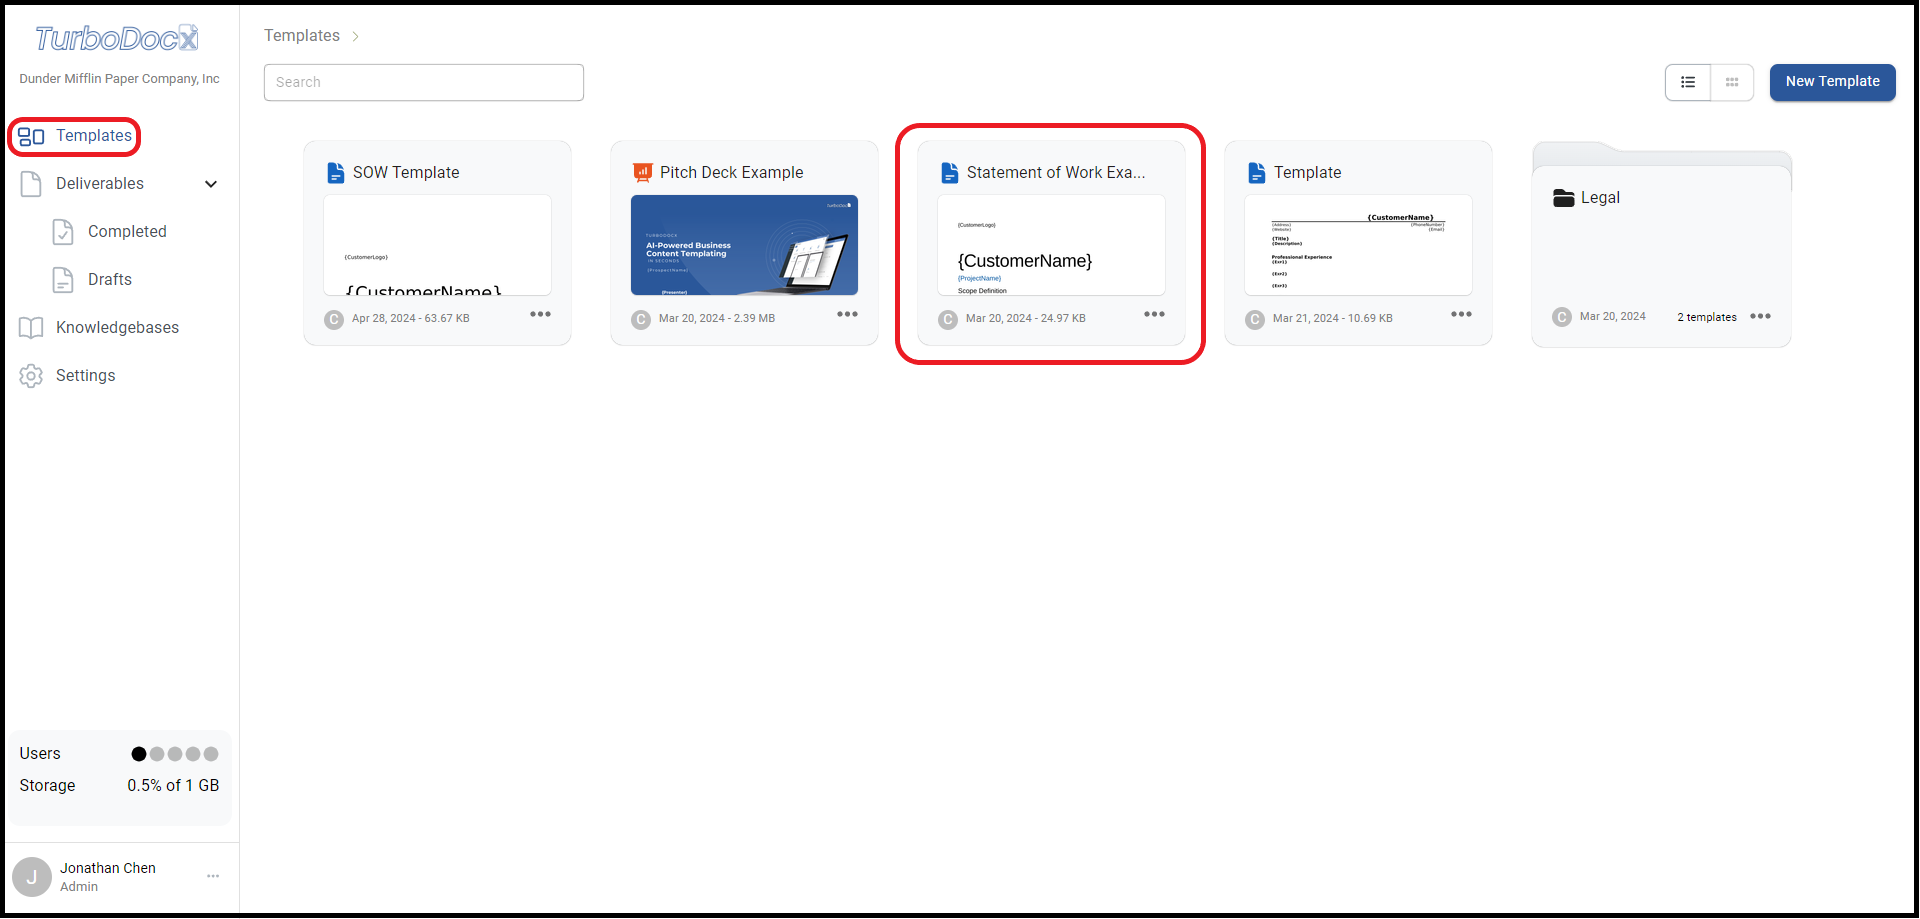 TurboDocX
Dunder Mifflin Paper Company, Inc
Templates
Deliverables
Completed
Drafts
Knowledgebases
Settings
Users
Storage 0.5% of 1 GB
J
Jonathan Chen
Admin
Templates
Search
New Template
SOW Template
{CustomerLogo}
{CustomerName}
C Apr 28, 2024 - 63.67 KB
Pitch Deck Example
TurboDocX
TURBODOCX
AI-Powered Business
Content Templating
IN SECONDS
{ProspectName}
{Presenter}
C Mar 20, 2024 - 2.39 MB
Statement of Work Exa...
{CustomerLogo}
{CustomerName}
{ProjectName}
Scope Definition
C Mar 20, 2024 - 24.97 KB
Template
{CustomerName}
{Address} {PhoneNumber}
{Website} {Email}
{Title}
{Description}
Professional Experience
{Exr1}
{Exr2}
{Exr3}
C Mar 21, 2024 - 10.69 KB
Legal
C Mar 20, 2024 2 templates